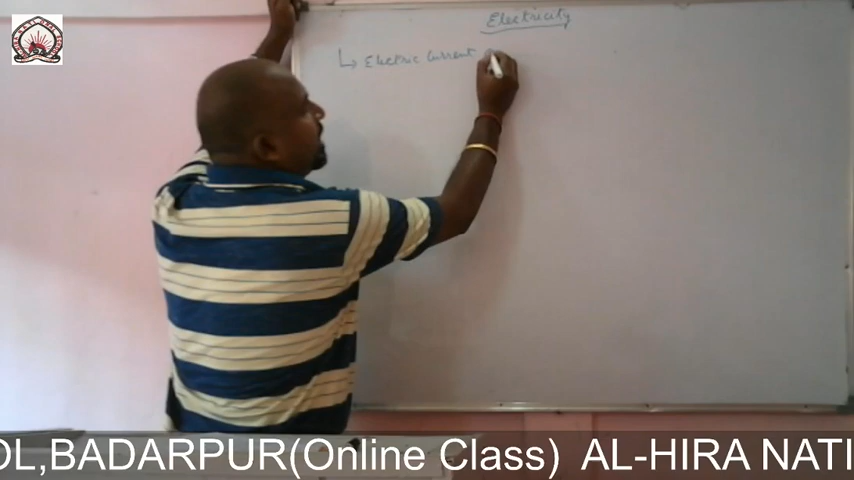 Electricity
↳ Electric Current
OL,BADARPUR(Online Class) AL-HIRA NATI